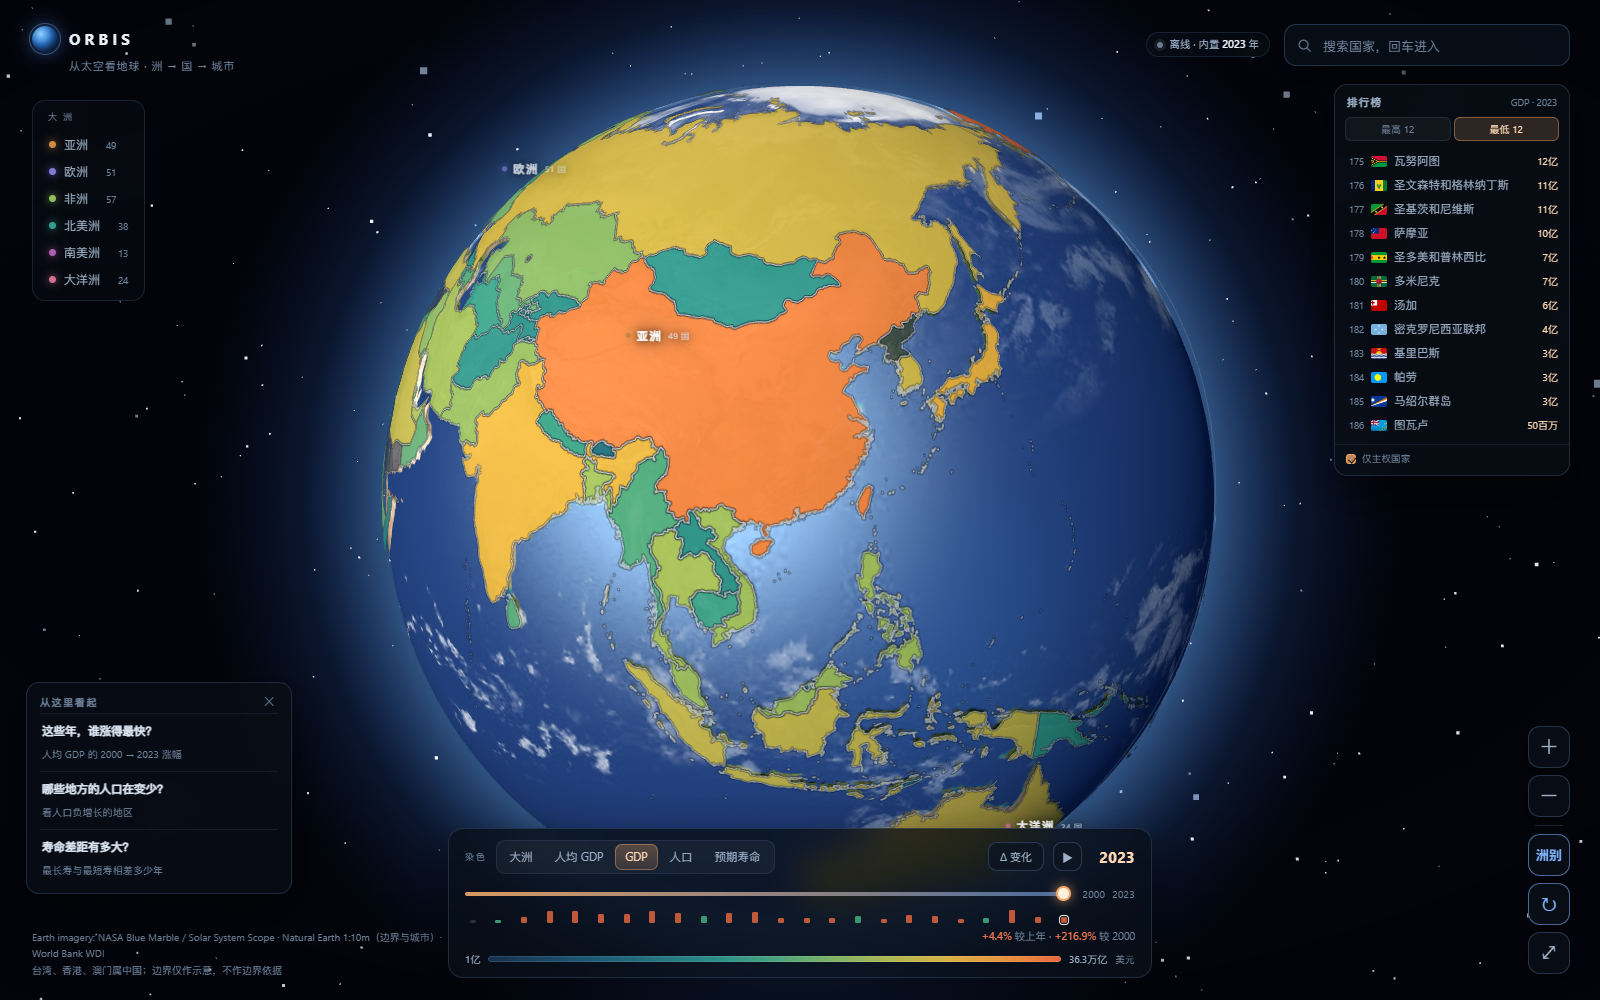 ORBIS
从太空看地球 · 洲 → 国 → 城市
离线 · 内置 2023 年
搜索国家，回车进入
大 洲
亚洲 49
欧洲 51
非洲 57
北美洲 38
南美洲 13
大洋洲 24
排行榜 GDP · 2023
最高 12 最低 12
175 瓦努阿图 12亿
176 圣文森特和格林纳丁斯 11亿
177 圣基茨和尼维斯 11亿
178 萨摩亚 10亿
179 圣多美和普林西比 7亿
180 多米尼克 7亿
181 汤加 6亿
182 密克罗尼西亚联邦 4亿
183 基里巴斯 3亿
184 帕劳 3亿
185 马绍尔群岛 3亿
186 图瓦卢 50百万
仅主权国家
欧洲 51 国
亚洲 49 国
大洋洲 24 国
从这里看起
这些年，谁涨得最快？
人均 GDP 的 2000 → 2023 涨幅
哪些地方的人口在变少？
看人口负增长的地区
寿命差距有多大？
最长寿与最短寿相差多少年
染色 大洲 人均 GDP GDP 人口 预期寿命 Δ 变化 2023
2000 2023
+4.4% 较上年 · +216.9% 较 2000
1亿 36.3万亿 美元
洲别
Earth imagery: NASA Blue Marble / Solar System Scope · Natural Earth 1:10m（边界与城市） ·
World Bank WDI
台湾、香港、澳门属中国；边界仅作示意，不作边界依据